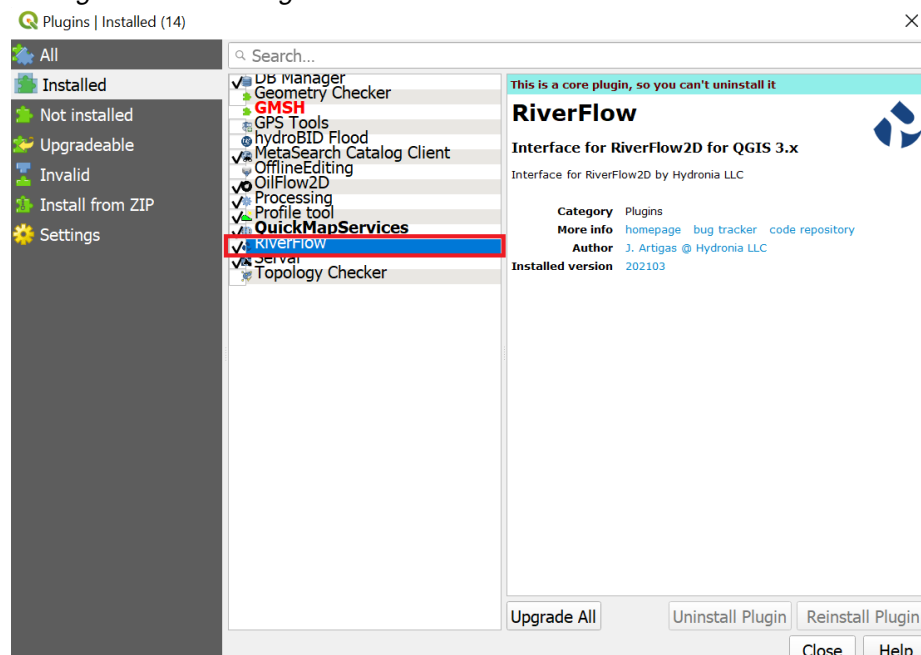 Plugins | Installed (14)
All
Installed
Not installed
Upgradeable
Invalid
Install from ZIP
Settings
Search...
DB Manager
Geometry Checker
GMSH
GPS Tools
hydroBID Flood
MetaSearch Catalog Client
OfflineEditing
OilFlow2D
Processing
Profile tool
QuickMapServices
RiverFlow
Serval
Topology Checker
This is a core plugin, so you can't uninstall it
RiverFlow
Interface for RiverFlow2D for QGIS 3.x
Interface for RiverFlow2D by Hydronia LLC
Category Plugins
More info homepage bug tracker code repository
Author J. Artigas @ Hydronia LLC
Installed version 202103
Upgrade All Uninstall Plugin Reinstall Plugin
Close Help